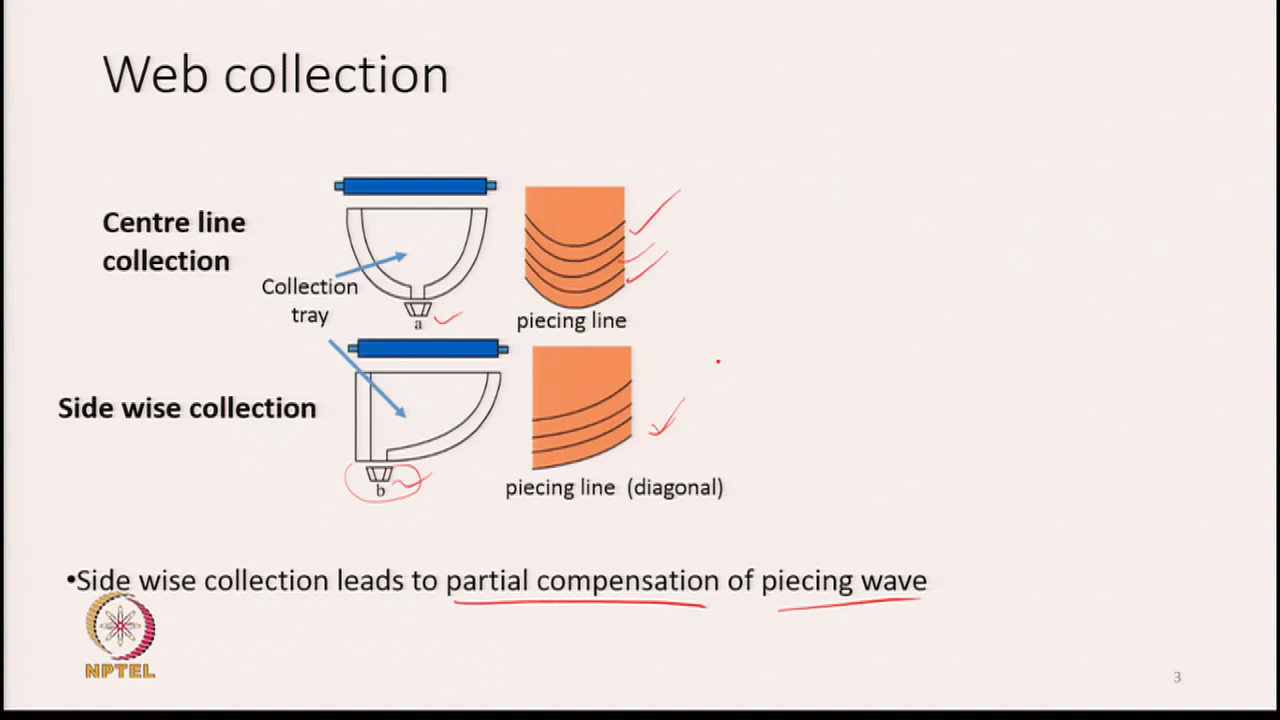 Web collection
Centre line
collection
Collection
tray
a
piecing line
Side wise collection
b
piecing line (diagonal)
•Side wise collection leads to partial compensation of piecing wave
NPTEL
3